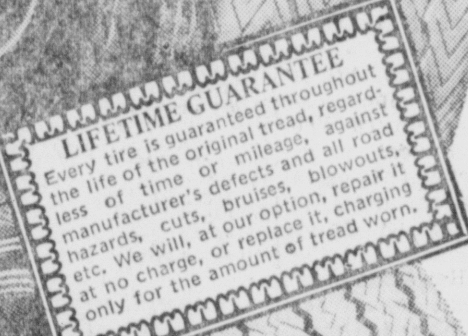 LIFETIME GUARANTEE
Every tire is guaranteed throughout
the life of the original tread, regard-
less of time or mileage, against
manufacturer's defects and all road
hazards, cuts, bruises, blowouts,
etc. We will, at our option, repair it
at no charge, or replace it, charging
only for the amount of tread worn.